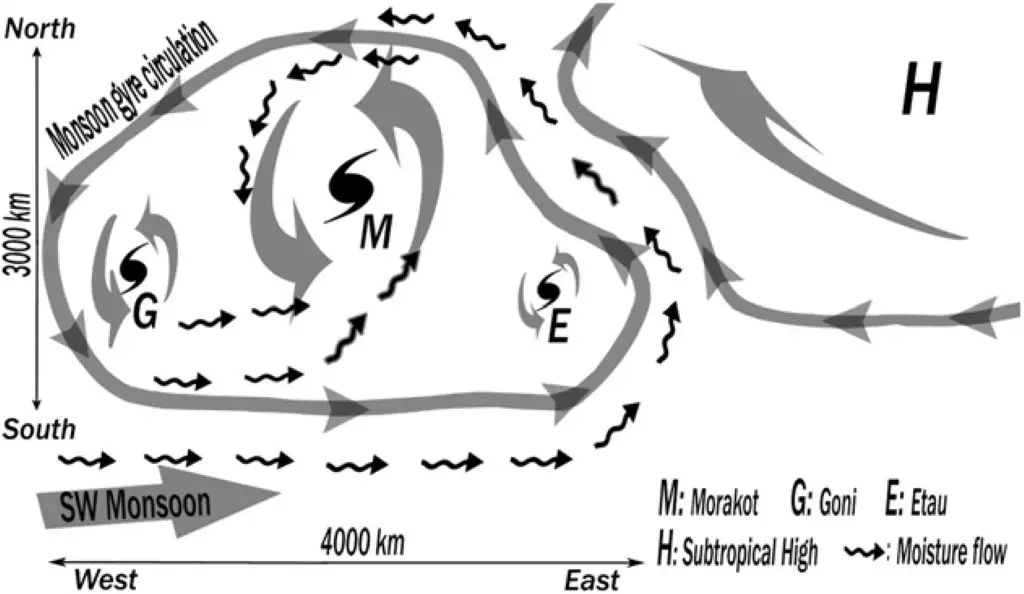 North
Monsoon gyre circulation
H
M
3000 km
G
E
South
SW Monsoon
M: Morakot G: Goni E: Etau
H: Subtropical High : Moisture flow
4000 km
West East